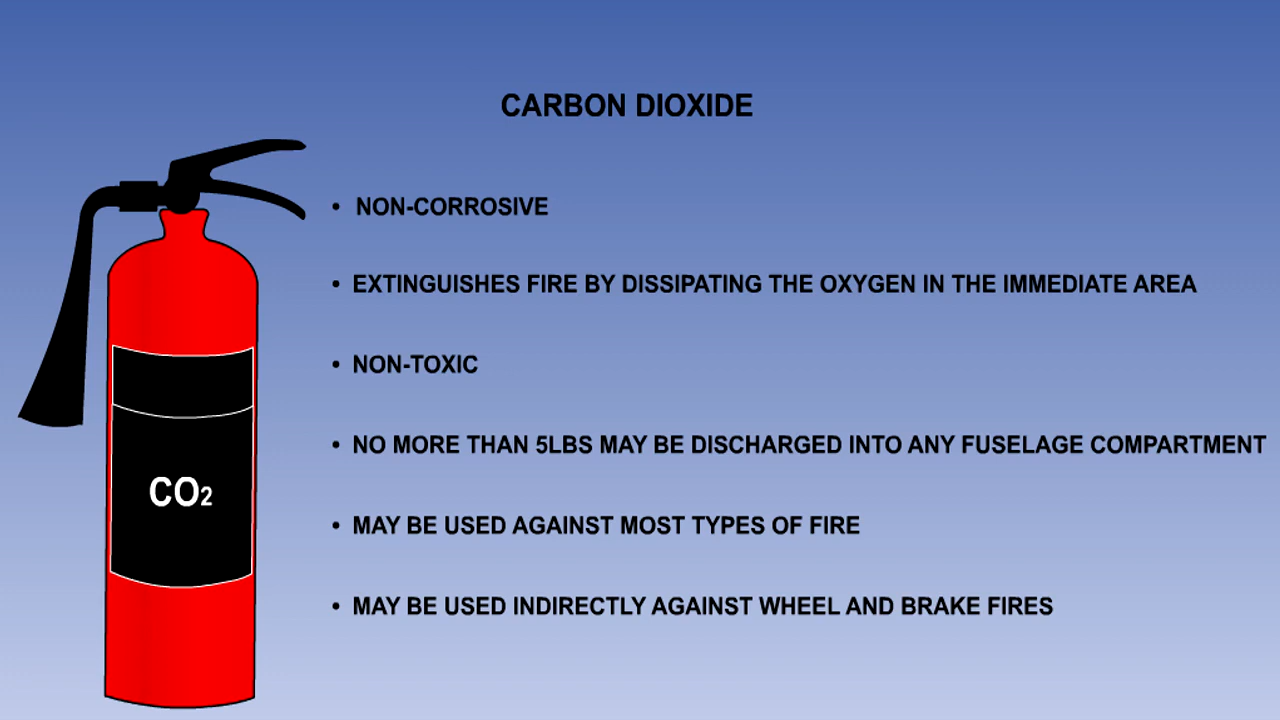 CARBON DIOXIDE
• NON-CORROSIVE
• EXTINGUISHES FIRE BY DISSIPATING THE OXYGEN IN THE IMMEDIATE AREA
• NON-TOXIC
• NO MORE THAN 5LBS MAY BE DISCHARGED INTO ANY FUSELAGE COMPARTMENT
CO2
• MAY BE USED AGAINST MOST TYPES OF FIRE
• MAY BE USED INDIRECTLY AGAINST WHEEL AND BRAKE FIRES